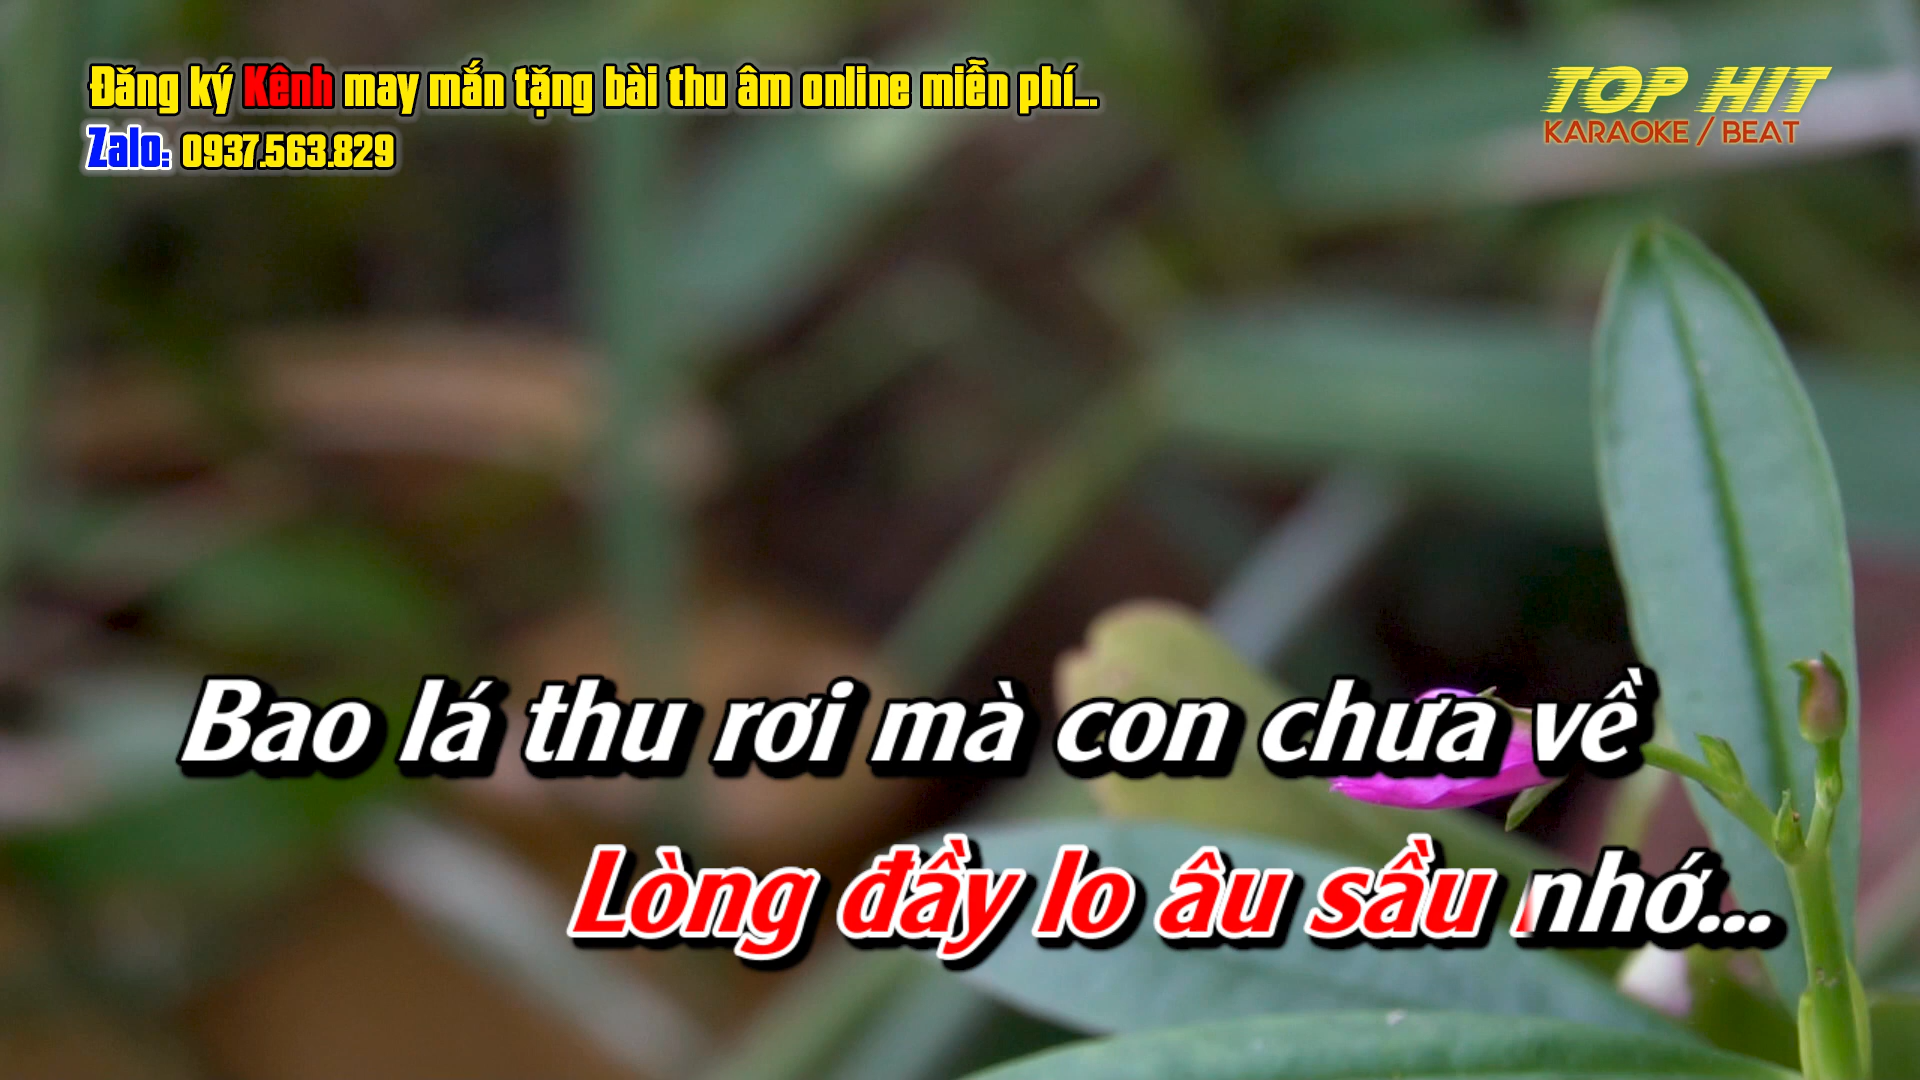 Đăng ký Kênh may mắn tặng bài thu âm online miễn phí...
Zalo: 0937.563.829
TOP HIT
KARAOKE / BEAT
Bao lá thu rơi mà con chưa về
Lòng đầy lo âu sầu nhớ...